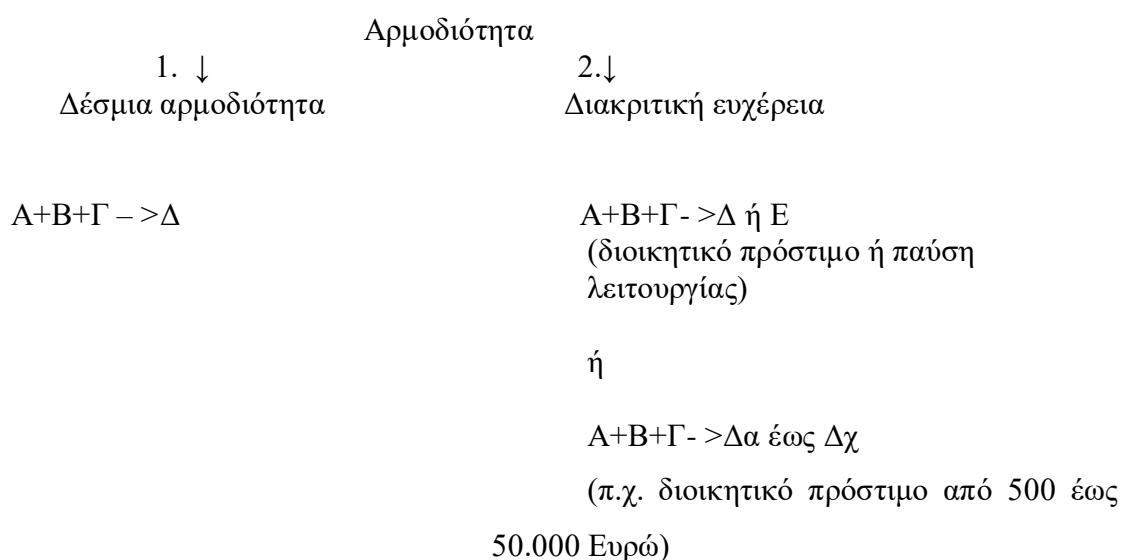 Αρμοδιότητα
1. ↓ 2.↓
Δέσμια αρμοδιότητα Διακριτική ευχέρεια
Α+Β+Γ – >Δ Α+Β+Γ- >Δ ή Ε
(διοικητικό πρόστιμο ή παύση
λειτουργίας)
ή
Α+Β+Γ- >Δα έως Δχ
(π.χ. διοικητικό πρόστιμο από 500 έως
50.000 Ευρώ)